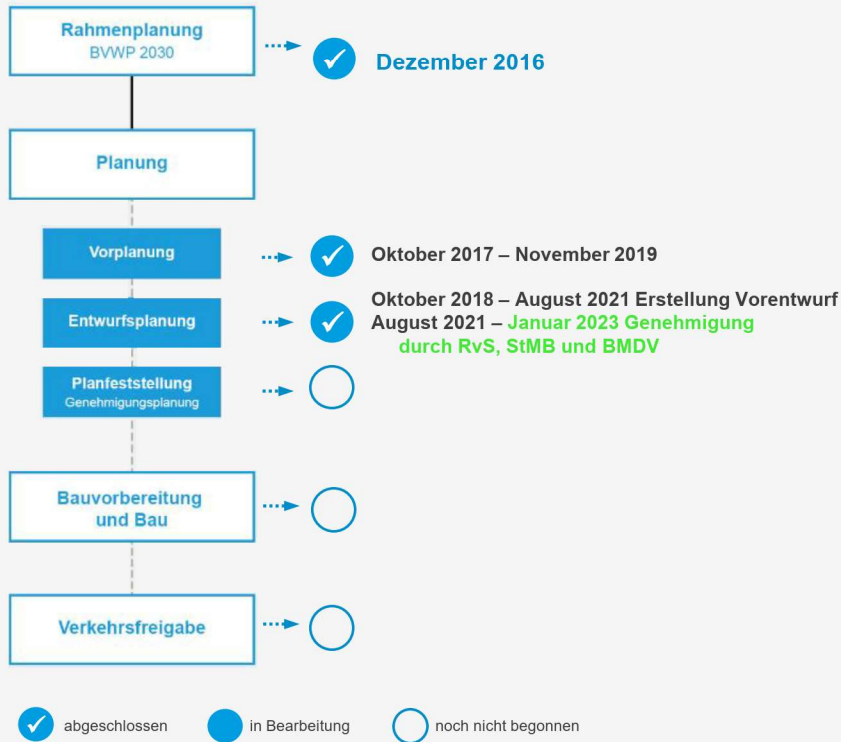 Rahmenplanung
BVWP 2030
Dezember 2016
Planung
Vorplanung
Oktober 2017 – November 2019
Entwurfsplanung
Oktober 2018 – August 2021 Erstellung Vorentwurf
August 2021 – Januar 2023 Genehmigung
durch RvS, StMB und BMDV
Planfeststellung
Genehmigungsplanung
Bauvorbereitung
und Bau
Verkehrsfreigabe
abgeschlossen
in Bearbeitung
noch nicht begonnen